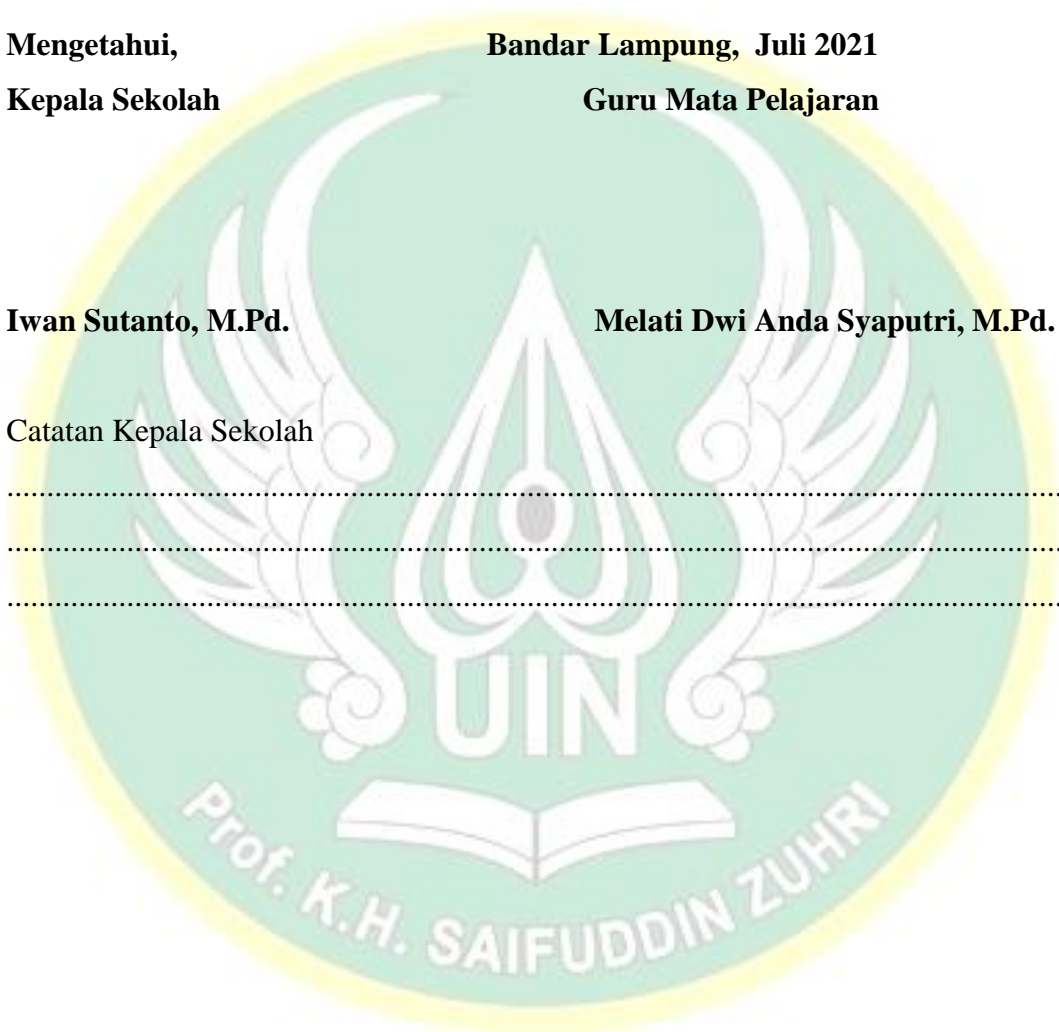 Mengetahui, Bandar Lampung, Juli 2021
Kepala Sekolah Guru Mata Pelajaran
Iwan Sutanto, M.Pd. Melati Dwi Anda Syaputri, M.Pd.
Catatan Kepala Sekolah
....................................................................................................................................
....................................................................................................................................
....................................................................................................................................
UIN
Prof. K.H. SAIFUDDIN ZUHRI